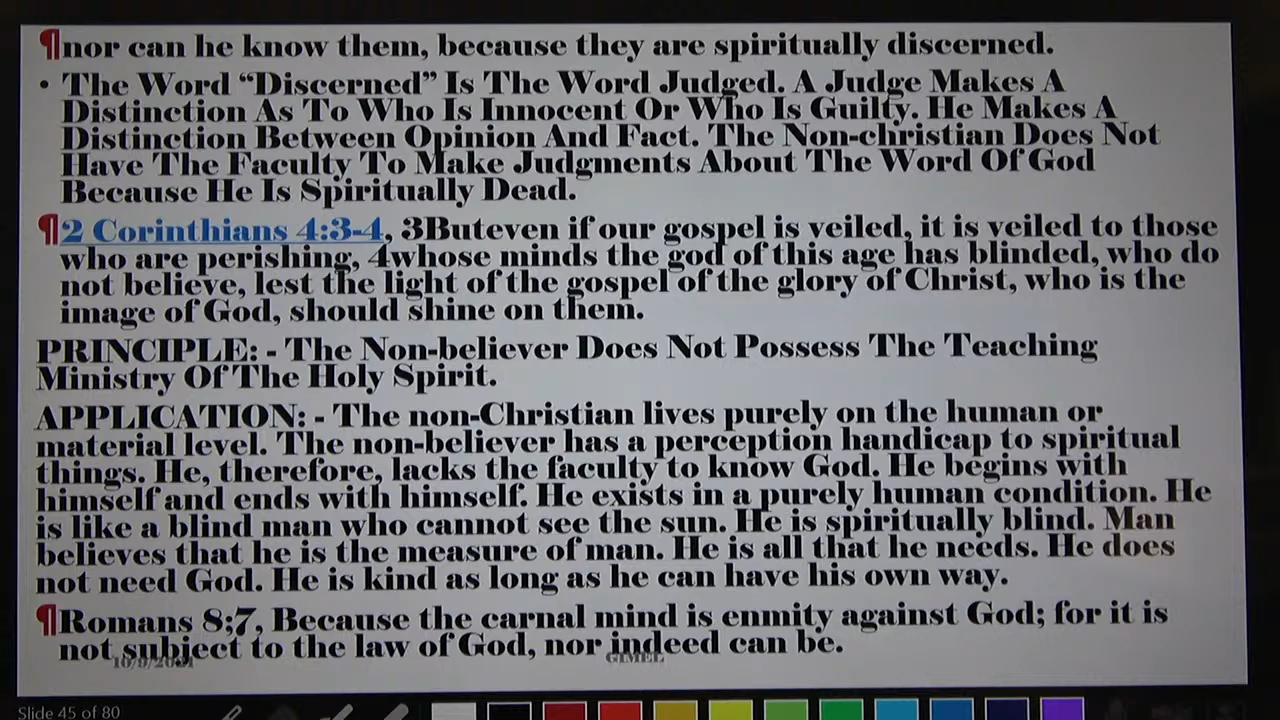 ¶nor can he know them, because they are spiritually discerned.
• The Word “Discerned” Is The Word Judged. A Judge Makes A
Distinction As To Who Is Innocent Or Who Is Guilty. He Makes A
Distinction Between Opinion And Fact. The Non-christian Does Not
Have The Faculty To Make Judgments About The Word Of God
Because He Is Spiritually Dead.
¶2 Corinthians 4:3-4, 3Buteven if our gospel is veiled, it is veiled to those
who are perishing, 4whose minds the god of this age has blinded, who do
not believe, lest the light of the gospel of the glory of Christ, who is the
image of God, should shine on them.
PRINCIPLE: - The Non-believer Does Not Possess The Teaching
Ministry Of The Holy Spirit.
APPLICATION: - The non-Christian lives purely on the human or
material level. The non-believer has a perception handicap to spiritual
things. He, therefore, lacks the faculty to know God. He begins with
himself and ends with himself. He exists in a purely human condition. He
is like a blind man who cannot see the sun. He is spiritually blind. Man
believes that he is the measure of man. He is all that he needs. He does
not need God. He is kind as long as he can have his own way.
¶Romans 8;7, Because the carnal mind is enmity against God; for it is
not subject to the law of God, nor indeed can be.
GIMEL
Slide 45 of 80